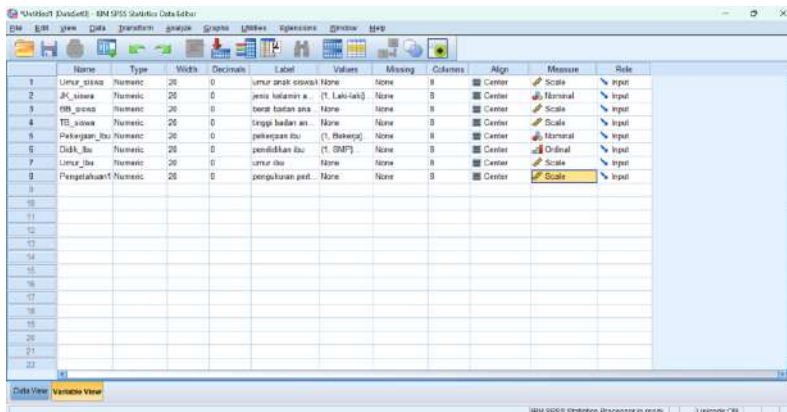 *Untitled1 [DataSet0] - IBM SPSS Statistics Data Editor
File Edit View Data Transform Analyze Graphs Utilities Extensions Window Help
Name Type Width Decimals Label Values Missing Columns Align Measure Role
1 Umur_siswa Numeric 20 0 umur anak siswa/i None None 8 Center Scale Input
2 JK_siswa Numeric 20 0 jenis kelamin a... {1, Laki-laki}... None 8 Center Nominal Input
3 BB_siswa Numeric 20 0 berat badan ana... None None 8 Center Scale Input
4 TB_siswa Numeric 20 0 tinggi badan an... None None 8 Center Scale Input
5 Pekerjaan_Ibu Numeric 20 0 pekerjaan ibu {1, Bekerja}... None 8 Center Nominal Input
6 Didik_Ibu Numeric 20 0 pendidikan ibu {1, SMP}... None 8 Center Ordinal Input
7 Umur_Ibu Numeric 20 0 umur ibu None None 8 Center Scale Input
8 Pengetahuan1 Numeric 20 0 pengukuran pert... None None 8 Center Scale Input
9
10
11
12
13
14
15
16
17
18
19
20
21
22
Data View Variable View
IBM SPSS Statistics Processor is ready Unicode:ON